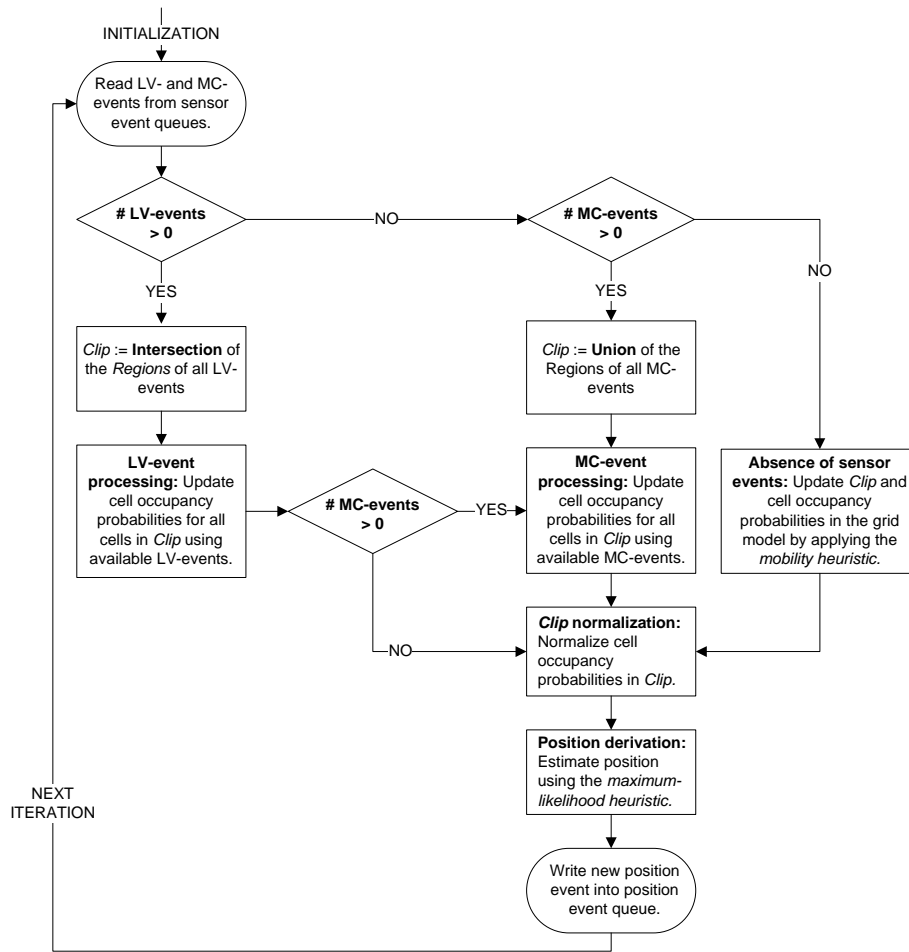 INITIALIZATION
Read LV- and MC-
events from sensor
event queues.
# LV-events
> 0
NO
# MC-events
> 0
NO
YES
YES
Clip := Intersection of
the Regions of all LV-
events
Clip := Union of the
Regions of all MC-
events
LV-event
processing: Update
cell occupancy
probabilities for all
cells in Clip using
available LV-events.
# MC-events
> 0
YES
MC-event
processing: Update
cell occupancy
probabilities for all
cells in Clip using
available MC-events.
Absence of sensor
events: Update Clip and
cell occupancy
probabilities in the grid
model by applying the
mobility heuristic.
NO
Clip normalization:
Normalize cell
occupancy
probabilities in Clip.
Position derivation:
Estimate position
using the maximum-
likelihood heuristic.
NEXT
ITERATION
Write new position
event into position
event queue.